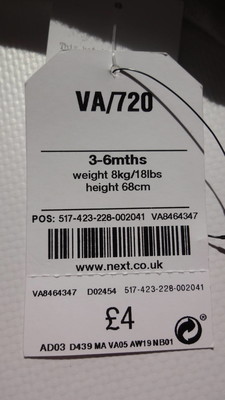 VA/720
3-6mths
weight 8kg/18lbs
height 68cm
POS: 517-423-228-002041 VA8464347
www.next.co.uk
VA8464347 D02454 517-423-228-002041
£4
AD03 D439 MA VA05 AW19 NB01